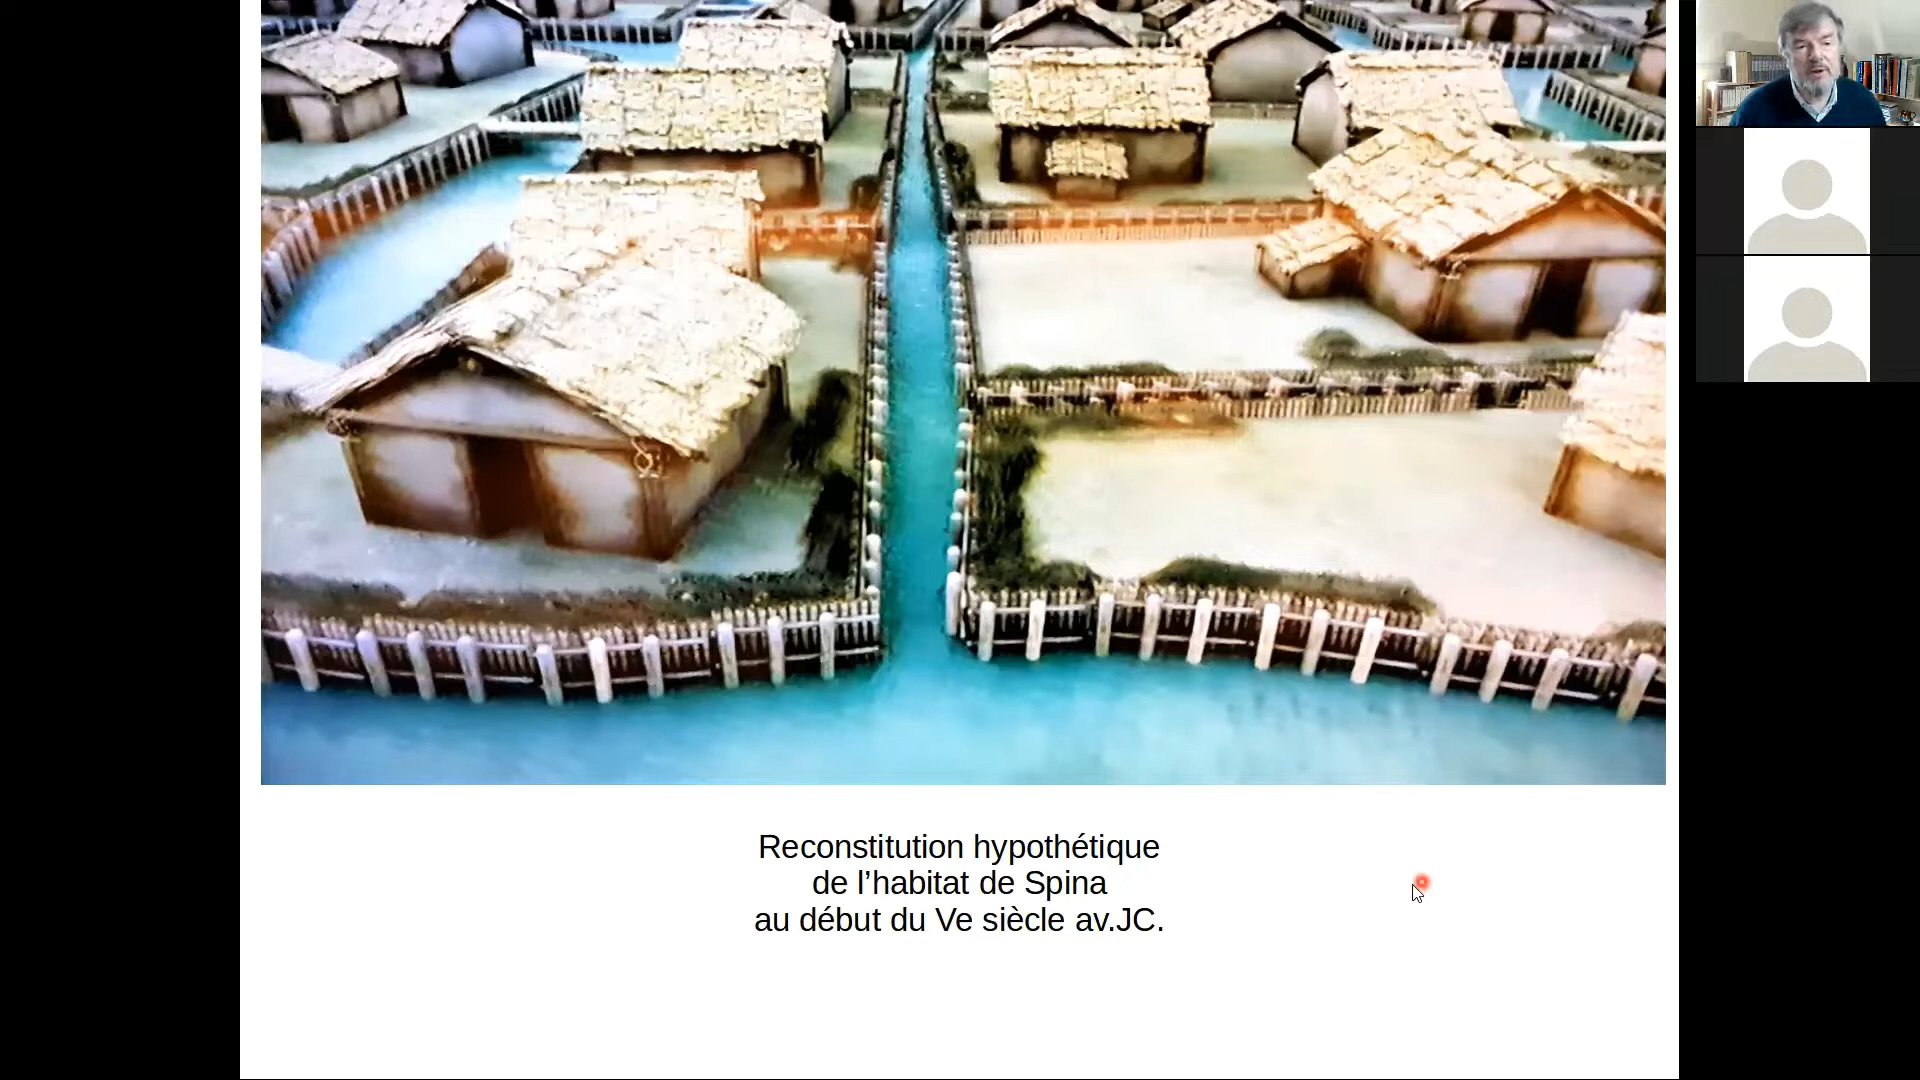 Reconstitution hypothétique
de l’habitat de Spina
au début du Ve siècle av.JC.